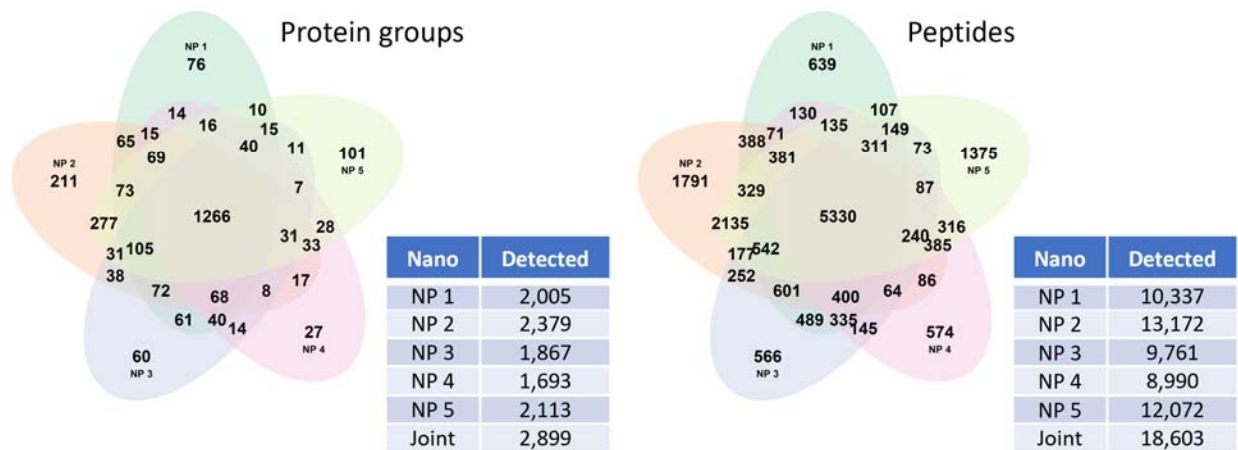 Protein groups
NP 1
76
14
10
16
15
15
65
40
11
69
101
NP 5
NP 2
211
7
73
277
1266
28
31
33
31
105
38
17
72
68
8
61
40
14
27
NP 4
60
NP 3
Nano Detected
NP 1 2,005
NP 2 2,379
NP 3 1,867
NP 4 1,693
NP 5 2,113
Joint 2,899
Peptides
NP 1
639
130
107
135
71
149
388
311
73
381
1375
NP 5
NP 2
1791
87
329
2135
5330
316
240
385
177
542
252
86
601
400
64
489
335
145
574
NP 4
566
NP 3
Nano Detected
NP 1 10,337
NP 2 13,172
NP 3 9,761
NP 4 8,990
NP 5 12,072
Joint 18,603